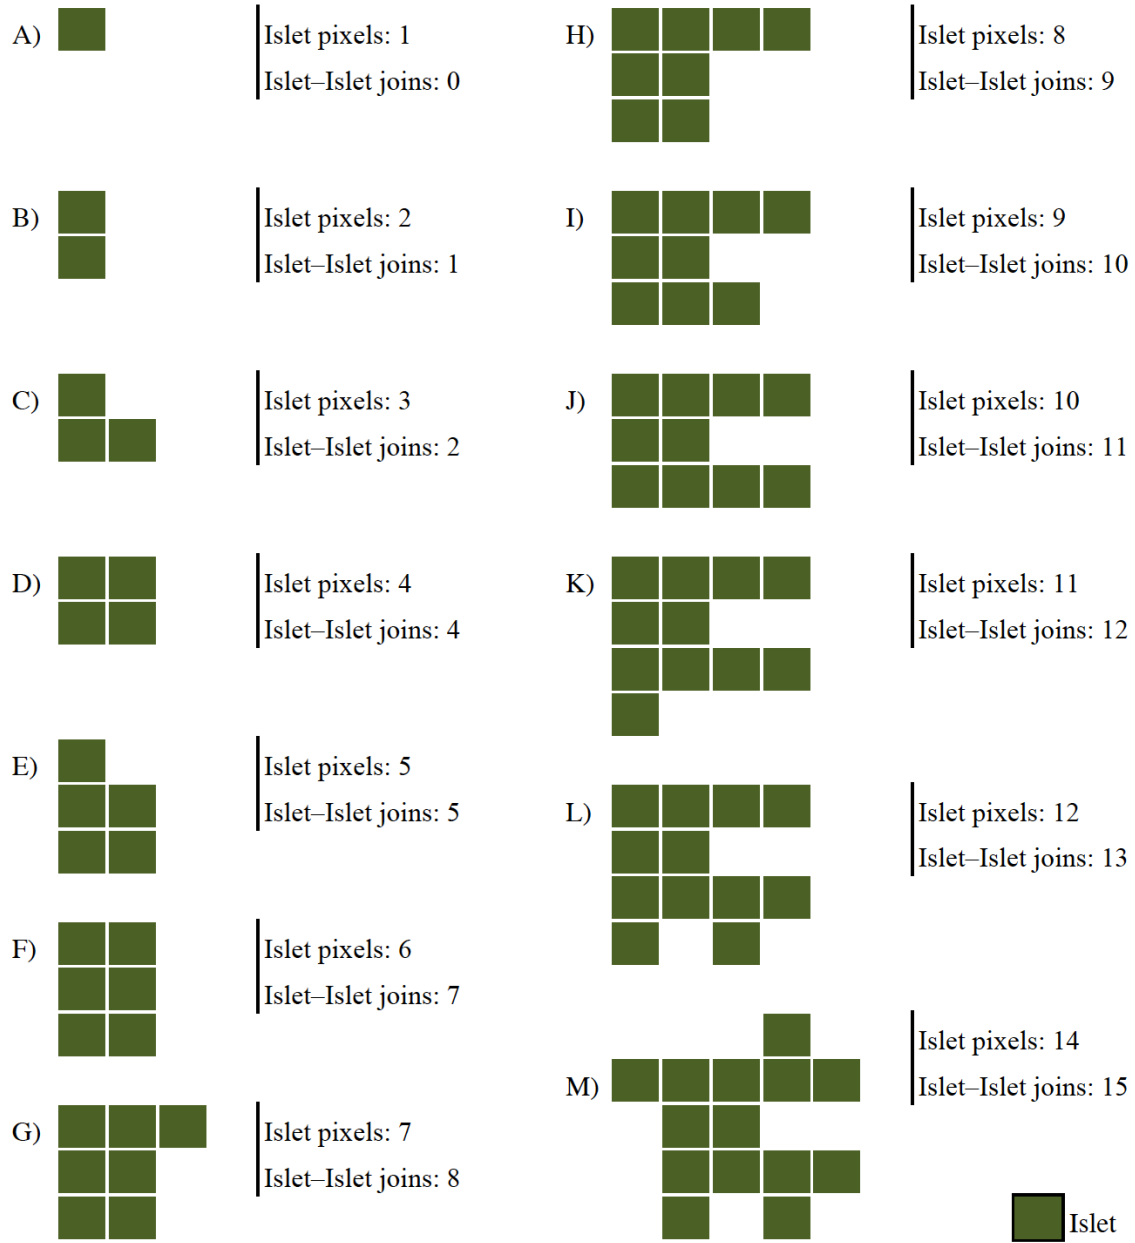 A)
Islet pixels: 1
Islet–Islet joins: 0
B)
Islet pixels: 2
Islet–Islet joins: 1
C)
Islet pixels: 3
Islet–Islet joins: 2
D)
Islet pixels: 4
Islet–Islet joins: 4
E)
Islet pixels: 5
Islet–Islet joins: 5
F)
Islet pixels: 6
Islet–Islet joins: 7
G)
Islet pixels: 7
Islet–Islet joins: 8
H)
Islet pixels: 8
Islet–Islet joins: 9
I)
Islet pixels: 9
Islet–Islet joins: 10
J)
Islet pixels: 10
Islet–Islet joins: 11
K)
Islet pixels: 11
Islet–Islet joins: 12
L)
Islet pixels: 12
Islet–Islet joins: 13
M)
Islet pixels: 14
Islet–Islet joins: 15
Islet